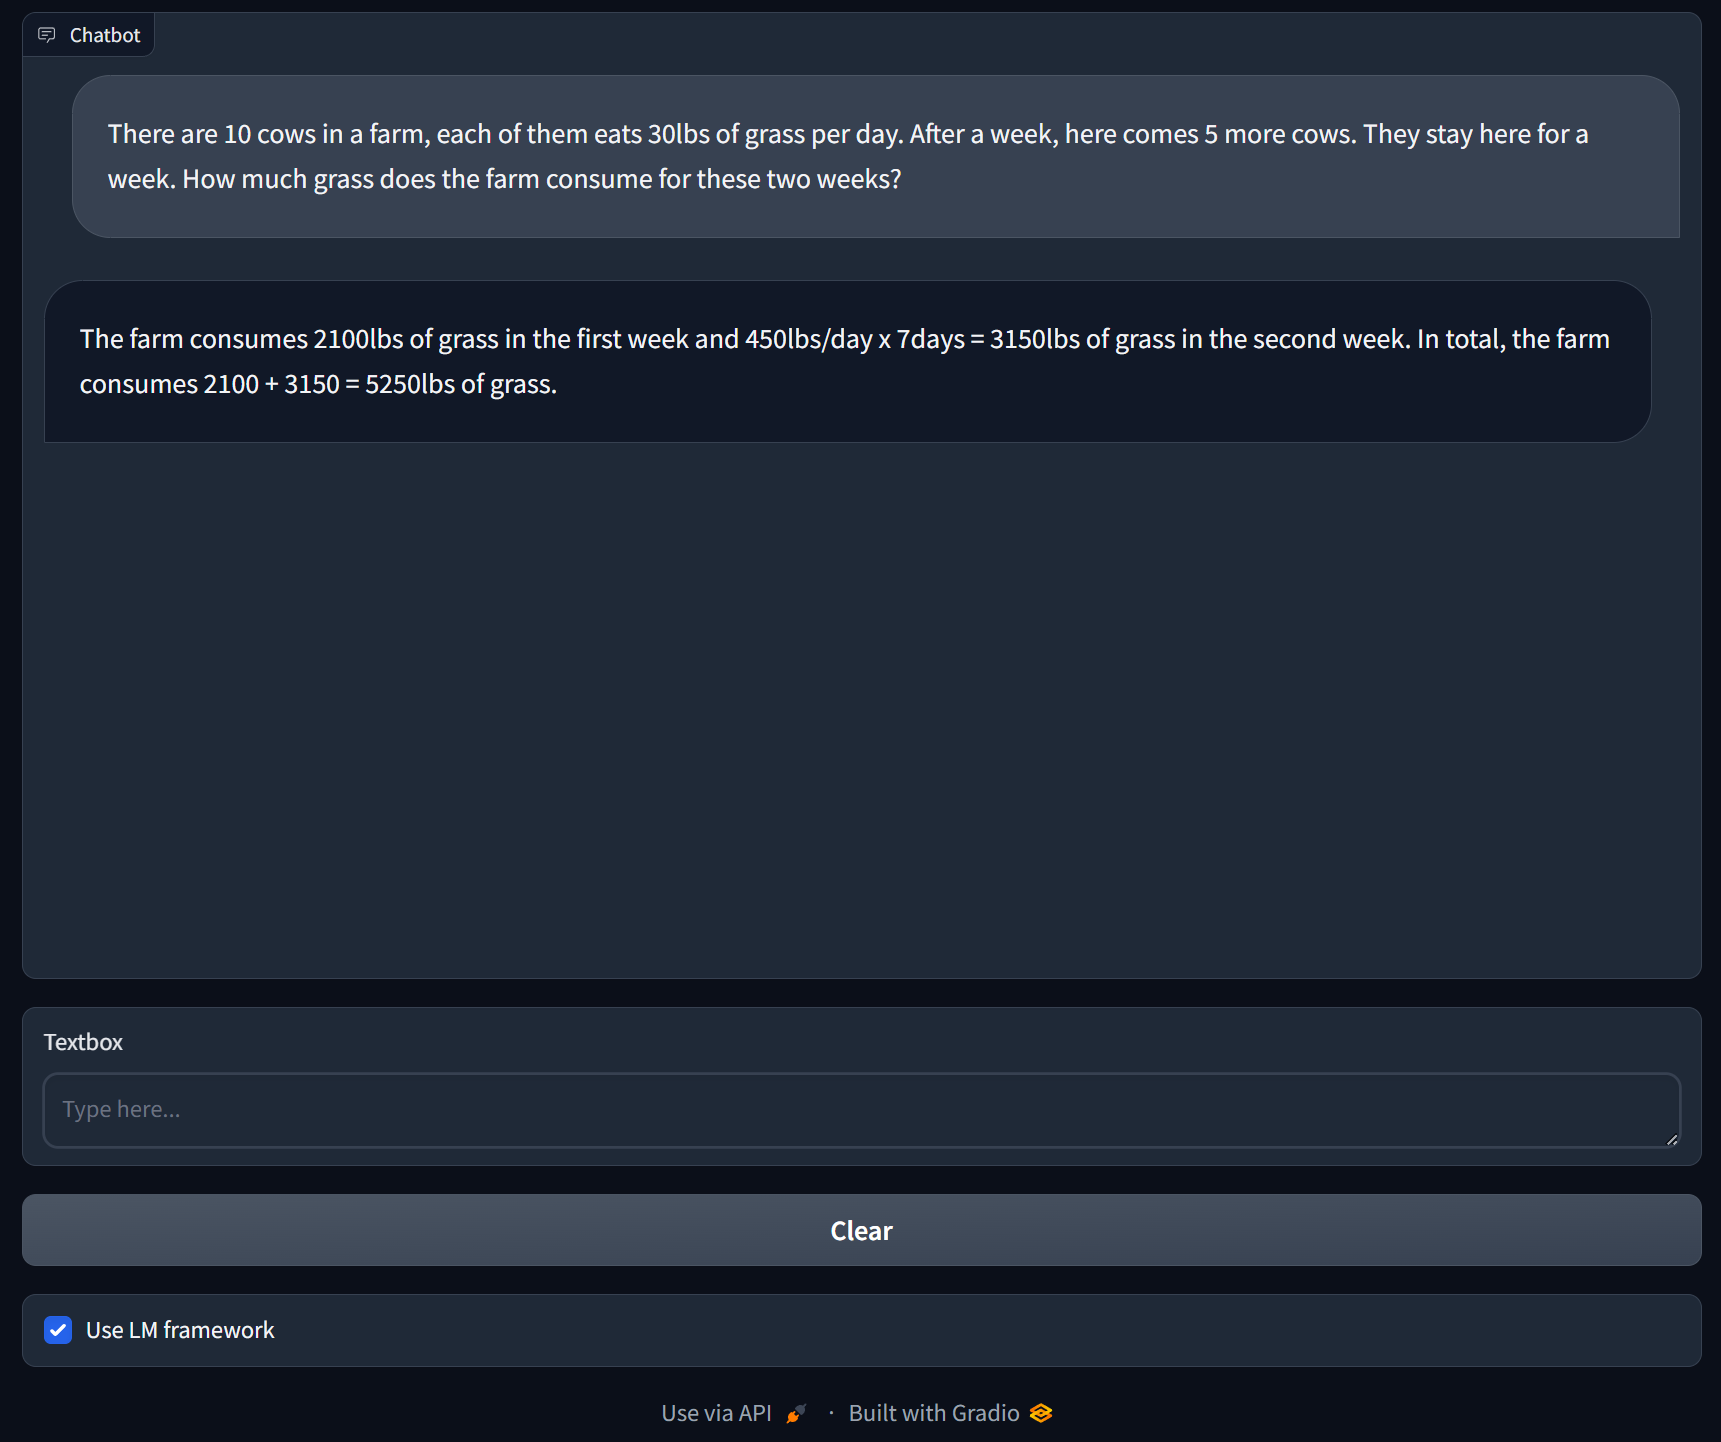 Chatbot
There are 10 cows in a farm, each of them eats 30lbs of grass per day. After a week, here comes 5 more cows. They stay here for a
week. How much grass does the farm consume for these two weeks?
The farm consumes 2100lbs of grass in the first week and 450lbs/day x 7days = 3150lbs of grass in the second week. In total, the farm
consumes 2100 + 3150 = 5250lbs of grass.
Textbox
Type here...
Clear
Use LM framework
Use via API · Built with Gradio